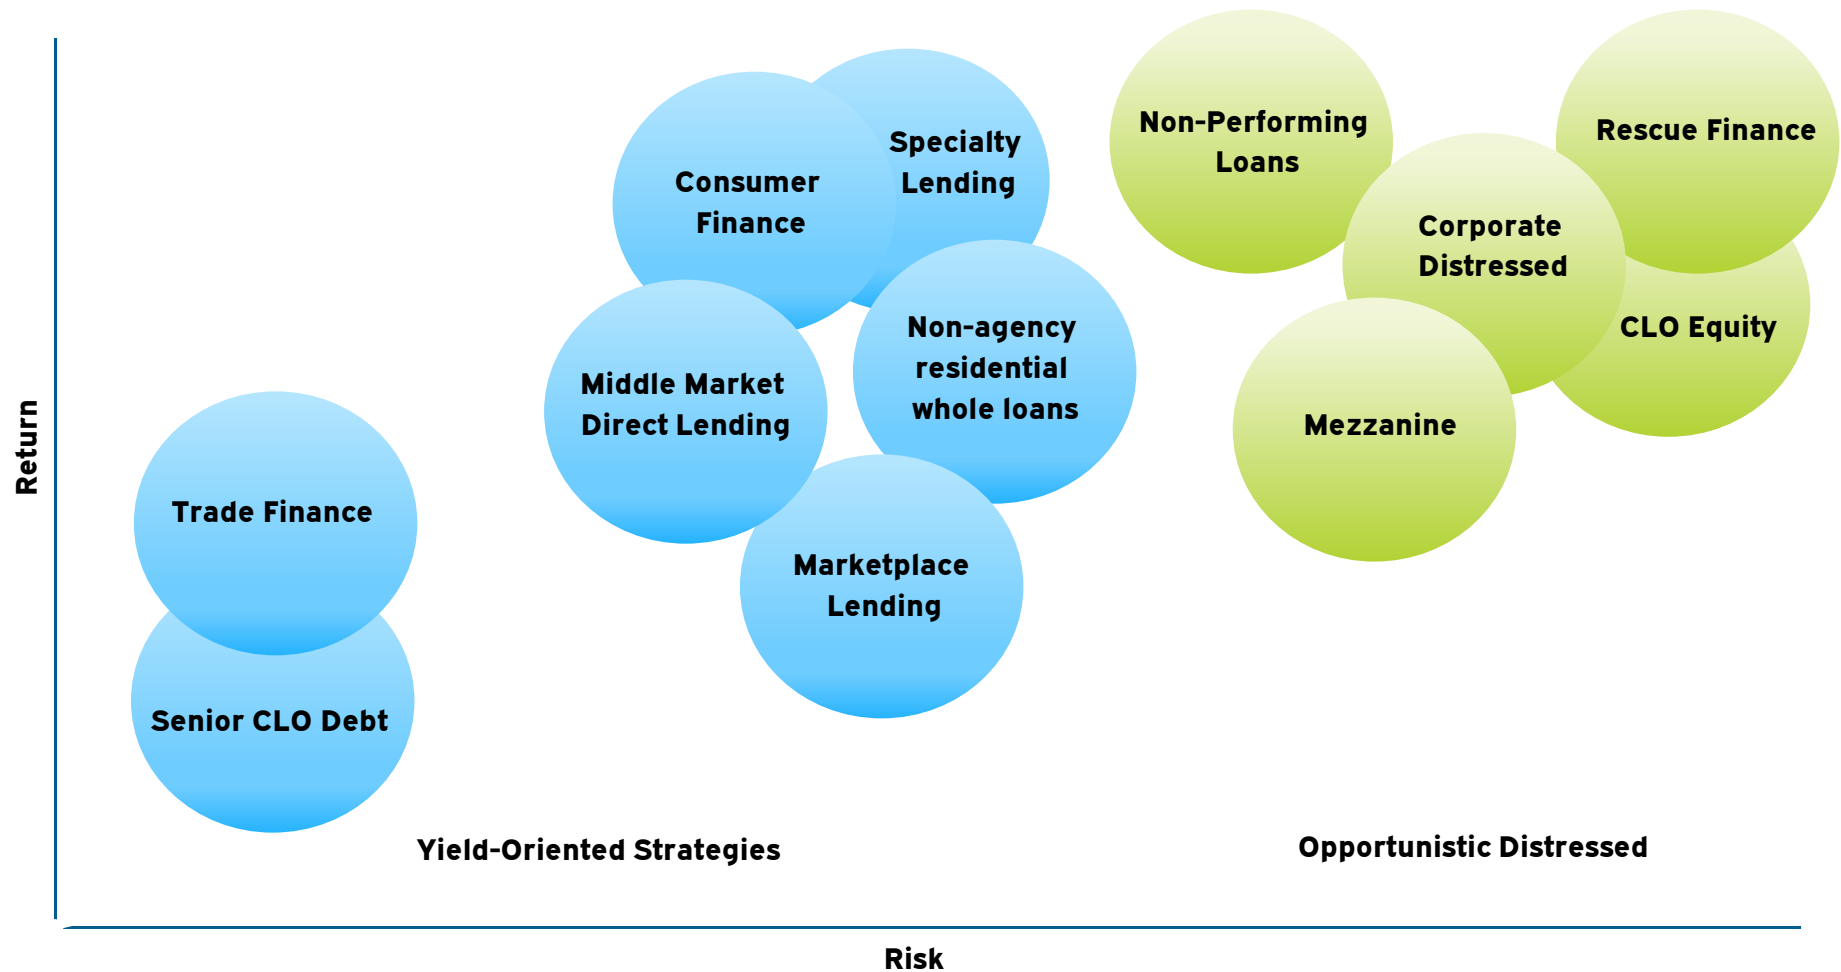 Return
Specialty
Lending
Consumer
Finance
Non-agency
residential
whole loans
Middle Market
Direct Lending
Marketplace
Lending
Trade Finance
Senior CLO Debt
Non-Performing
Loans
Rescue Finance
Corporate
Distressed
CLO Equity
Mezzanine
Yield-Oriented Strategies
Opportunistic Distressed
Risk